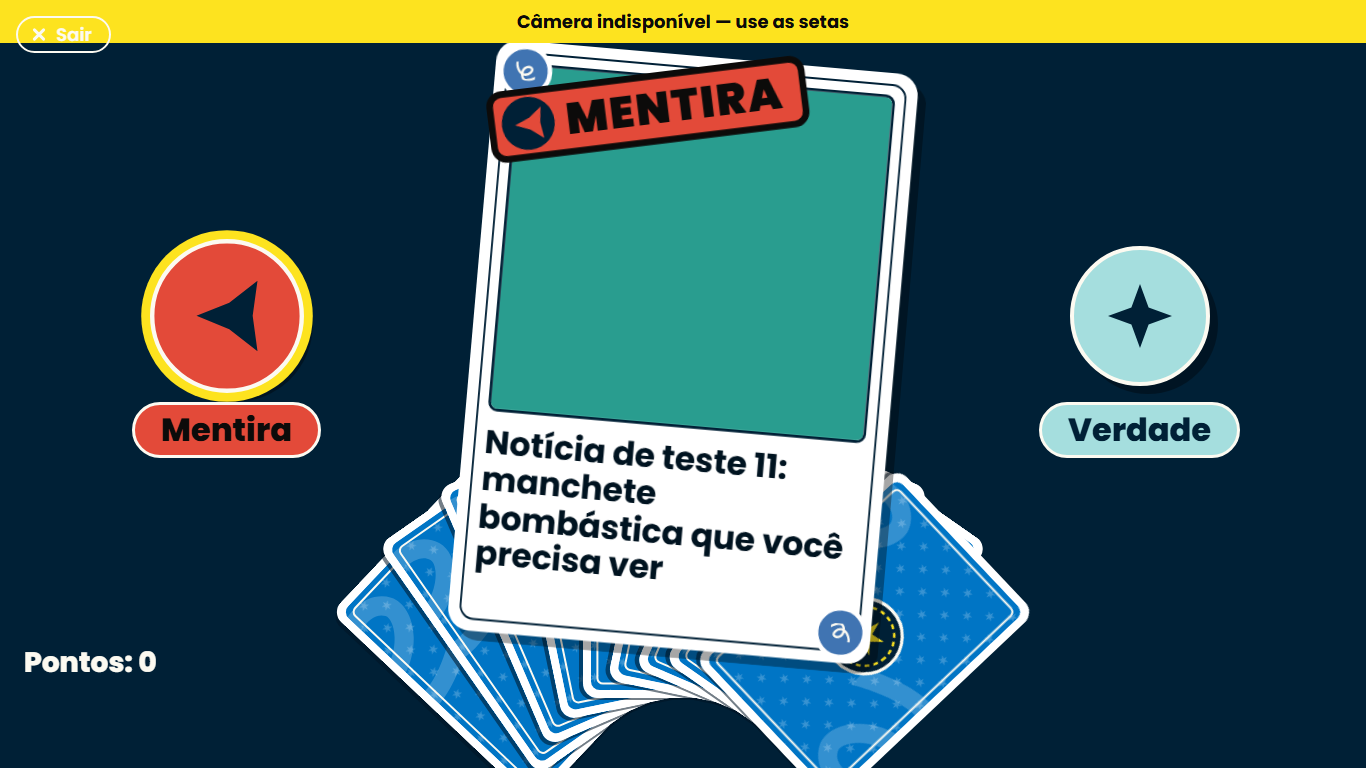 Câmera indisponível — use as setas
✕ Sair
MENTIRA
Mentira
Verdade
Notícia de teste 11:
manchete
bombástica que você
precisa ver
Pontos: 0